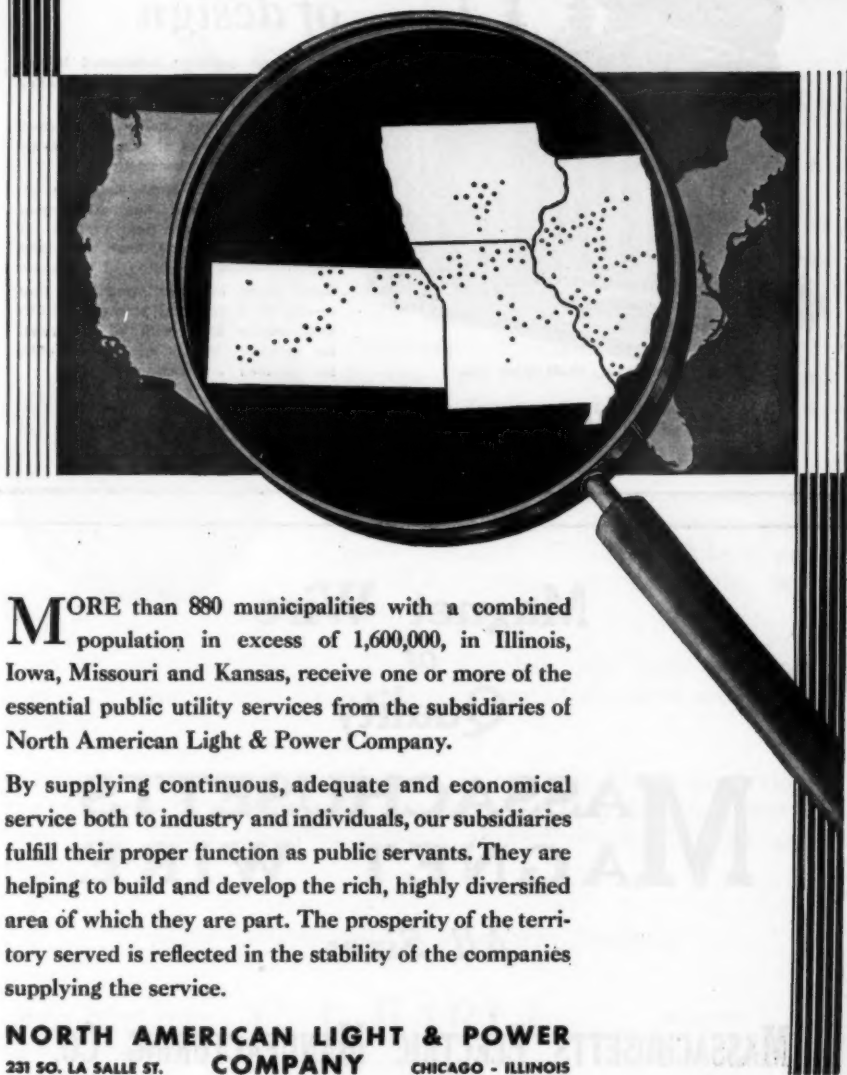 MORE than 880 municipalities with a combined
population in excess of 1,600,000, in Illinois,
Iowa, Missouri and Kansas, receive one or more of the
essential public utility services from the subsidiaries of
North American Light & Power Company.
By supplying continuous, adequate and economical
service both to industry and individuals, our subsidiaries
fulfill their proper function as public servants. They are
helping to build and develop the rich, highly diversified
area of which they are part. The prosperity of the terri-
tory served is reflected in the stability of the companies
supplying the service.
NORTH AMERICAN LIGHT & POWER
231 SO. LA SALLE ST. COMPANY CHICAGO - ILLINOIS